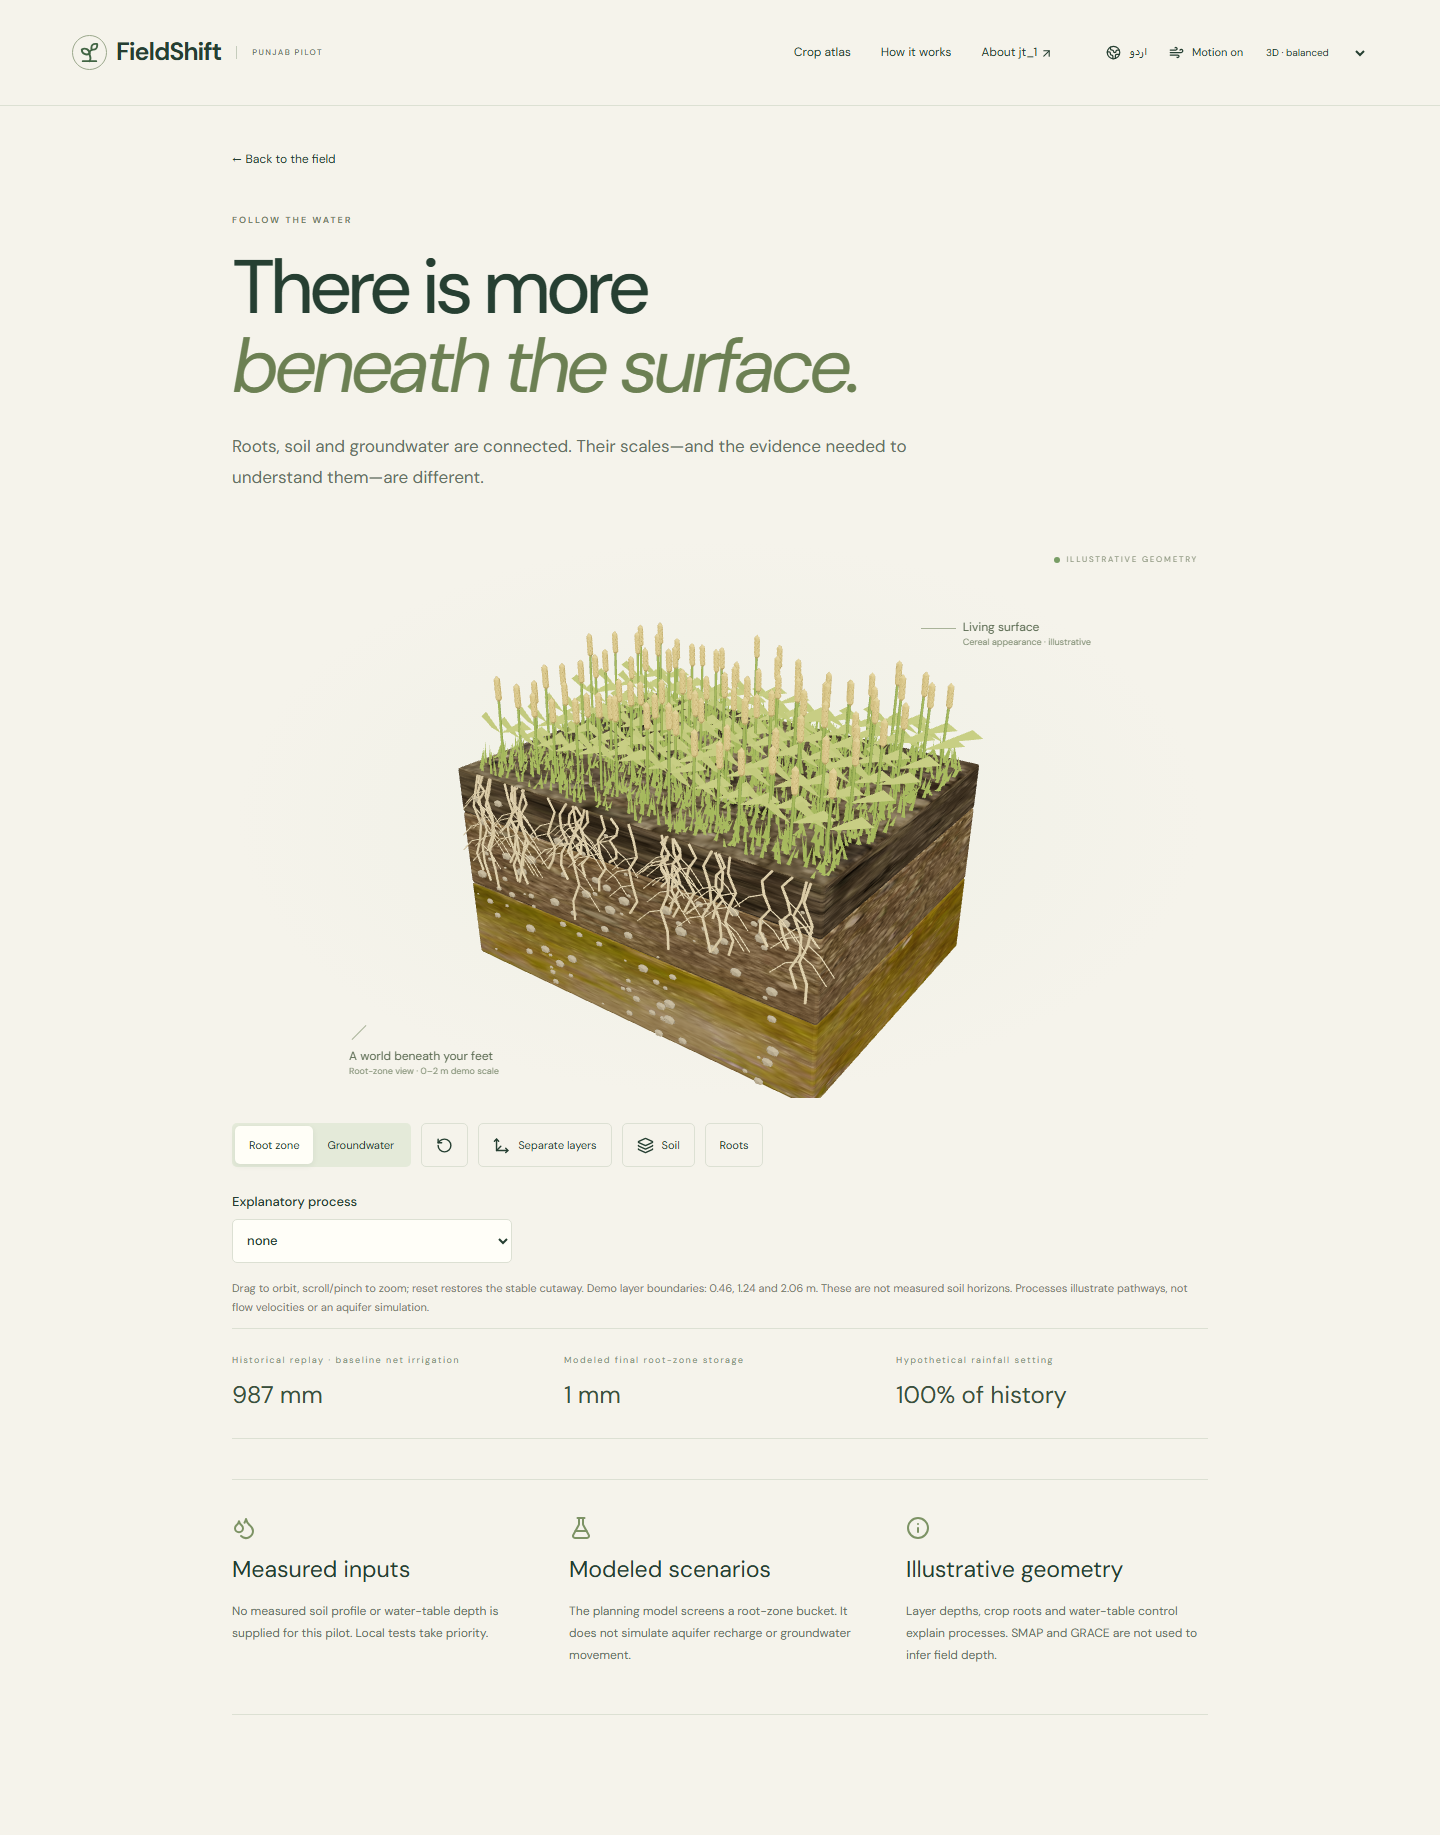 FieldShift
PUNJAB PILOT
Crop atlas
How it works
About jt_1 ↗
اردو
Motion on
3D · balanced
← Back to the field
FOLLOW THE WATER
There is more
beneath the surface.
Roots, soil and groundwater are connected. Their scales—and the evidence needed to
understand them—are different.
ILLUSTRATIVE GEOMETRY
Living surface
Cereal appearance · illustrative
A world beneath your feet
Root-zone view · 0–2 m demo scale
Root zone
Groundwater
Separate layers
Soil
Roots
Explanatory process
none
Drag to orbit, scroll/pinch to zoom; reset restores the stable cutaway. Demo layer boundaries: 0.46, 1.24 and 2.06 m. These are not measured soil horizons. Processes illustrate pathways, not
flow velocities or an aquifer simulation.
Historical replay · baseline net irrigation
987 mm
Modeled final root-zone storage
1 mm
Hypothetical rainfall setting
100% of history
Measured inputs
No measured soil profile or water-table depth is
supplied for this pilot. Local tests take priority.
Modeled scenarios
The planning model screens a root-zone bucket. It
does not simulate aquifer recharge or groundwater
movement.
Illustrative geometry
Layer depths, crop roots and water-table control
explain processes. SMAP and GRACE are not used to
infer field depth.